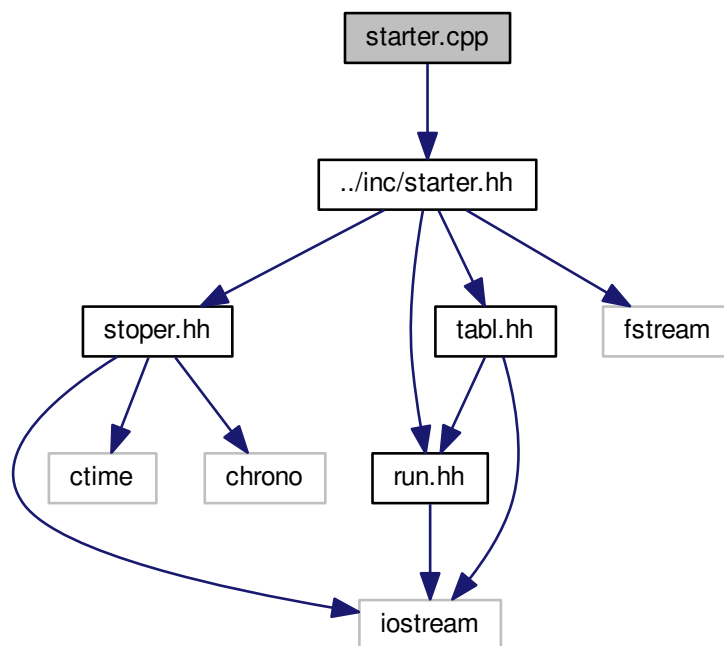 starter.cpp
../inc/starter.hh
stoper.hh
tabl.hh
fstream
ctime
chrono
run.hh
iostream